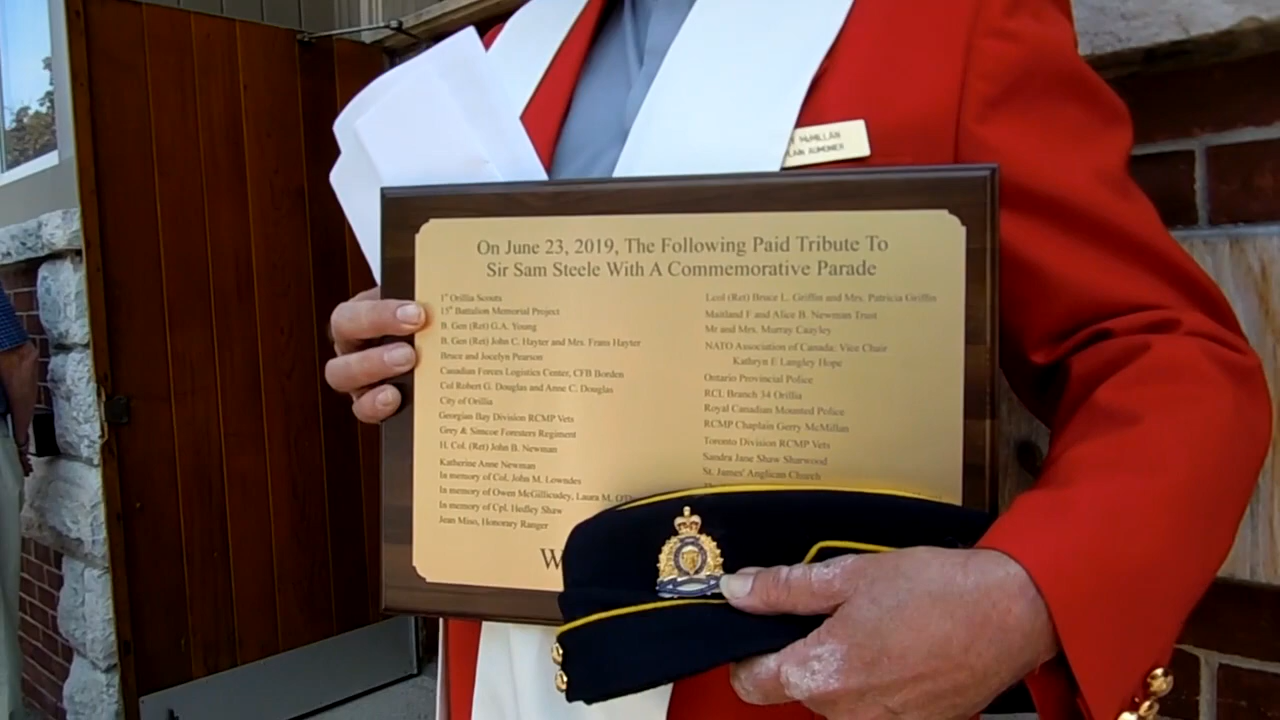 McMILLAN
On June 23, 2019, The Following Paid Tribute To
Sir Sam Steele With A Commemorative Parade
1st Orillia Scouts
15th Battalion Memorial Project
B. Gen (Ret) G.A. Young
B. Gen (Ret) John C. Hayter and Mrs. Frans Hayter
Bruce and Jocelyn Pearson
Canadian Forces Logistics Center, CFB Borden
Col Robert G. Douglas and Anne C. Douglas
City of Orillia
Georgian Bay Division RCMP Vets
Grey & Simcoe Foresters Regiment
H. Col. (Ret) John B. Newman
Katherine Anne Newman
In memory of Col. John M. Lowndes
In memory of Owen McGillicudey, Laura M.
In memory of Cpl. Hedley Shaw
Jean Miso, Honorary Ranger
Lcol (Ret) Bruce L. Griffin and Mrs. Patricia Griffin
Maitland F and Alice B. Newman Trust
Mr and Mrs. Murray
NATO Association of Canada: Vice Chair
Kathryn E Langley Hope
Ontario Provincial Police
RCL Branch 34 Orillia
Royal Canadian Mounted Police
RCMP Chaplain Gerry McMillan
Toronto Division RCMP Vets
Sandra Jane Shaw Sharwood
St. James' Anglican Church